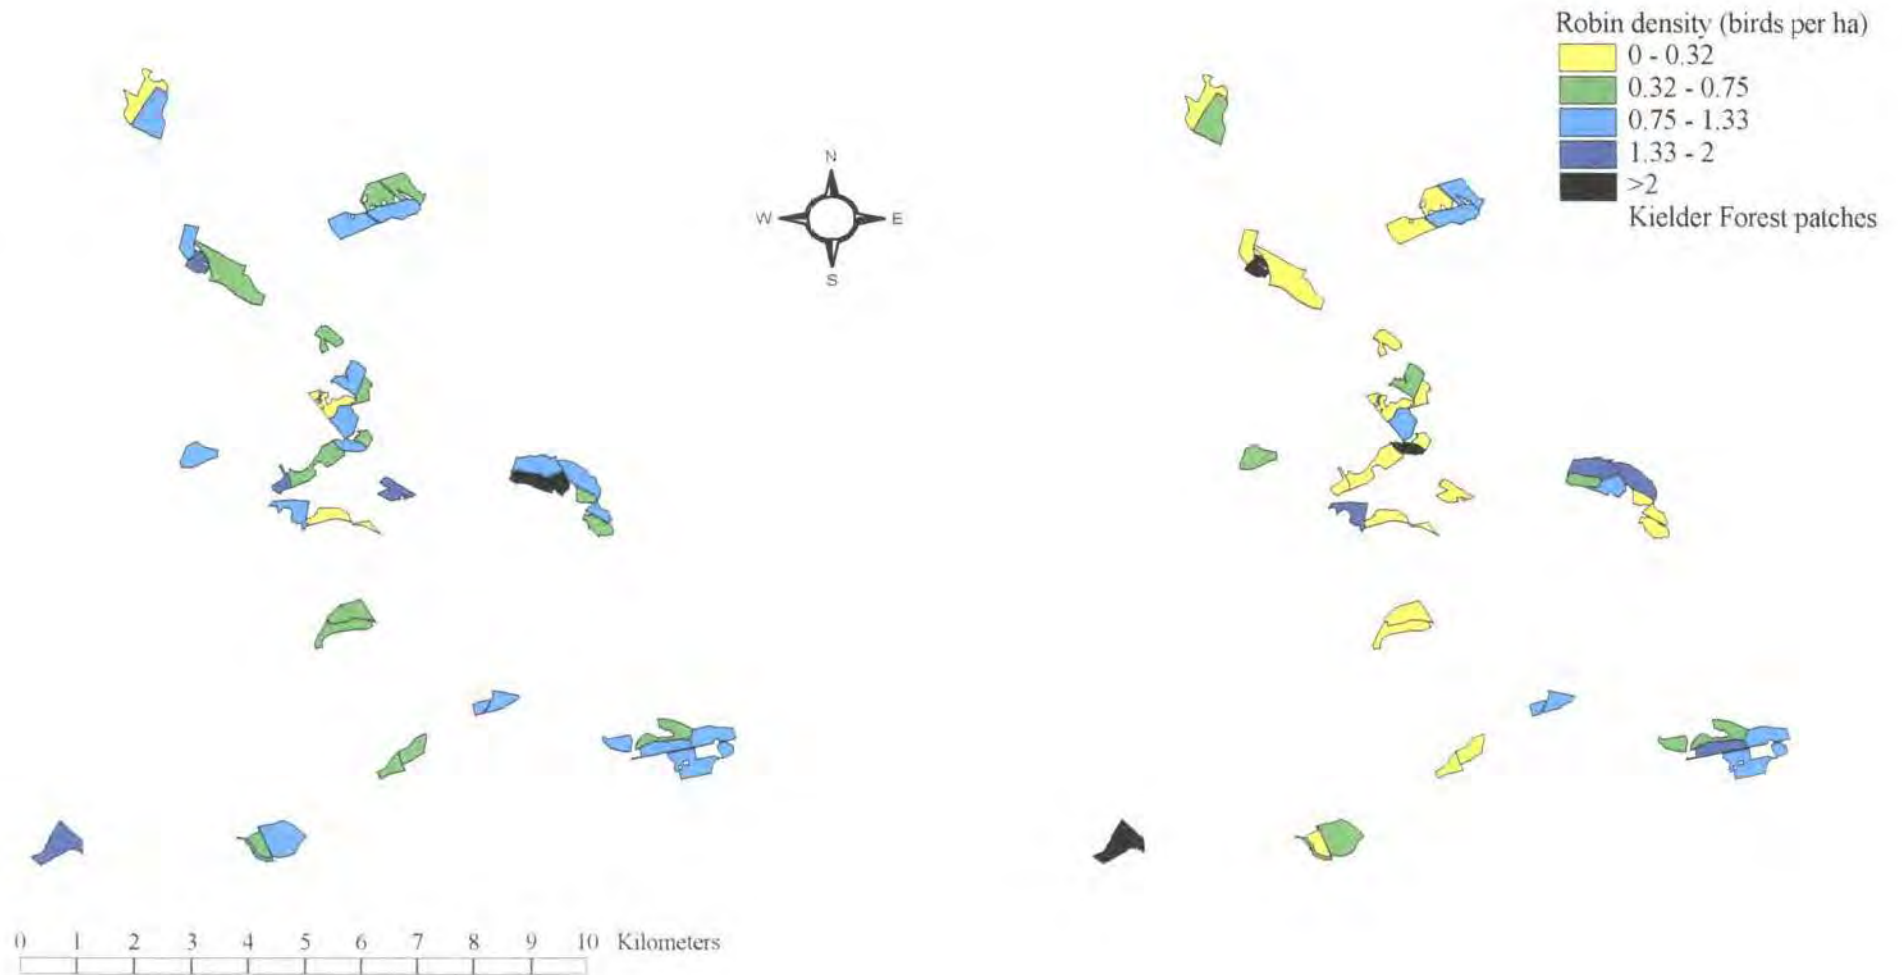 Robin density (birds per ha)
0 - 0.32
0.32 - 0.75
0.75 - 1.33
1.33 - 2
>2
Kielder Forest patches
N
W E
S
0 1 2 3 4 5 6 7 8 9 10 Kilometers